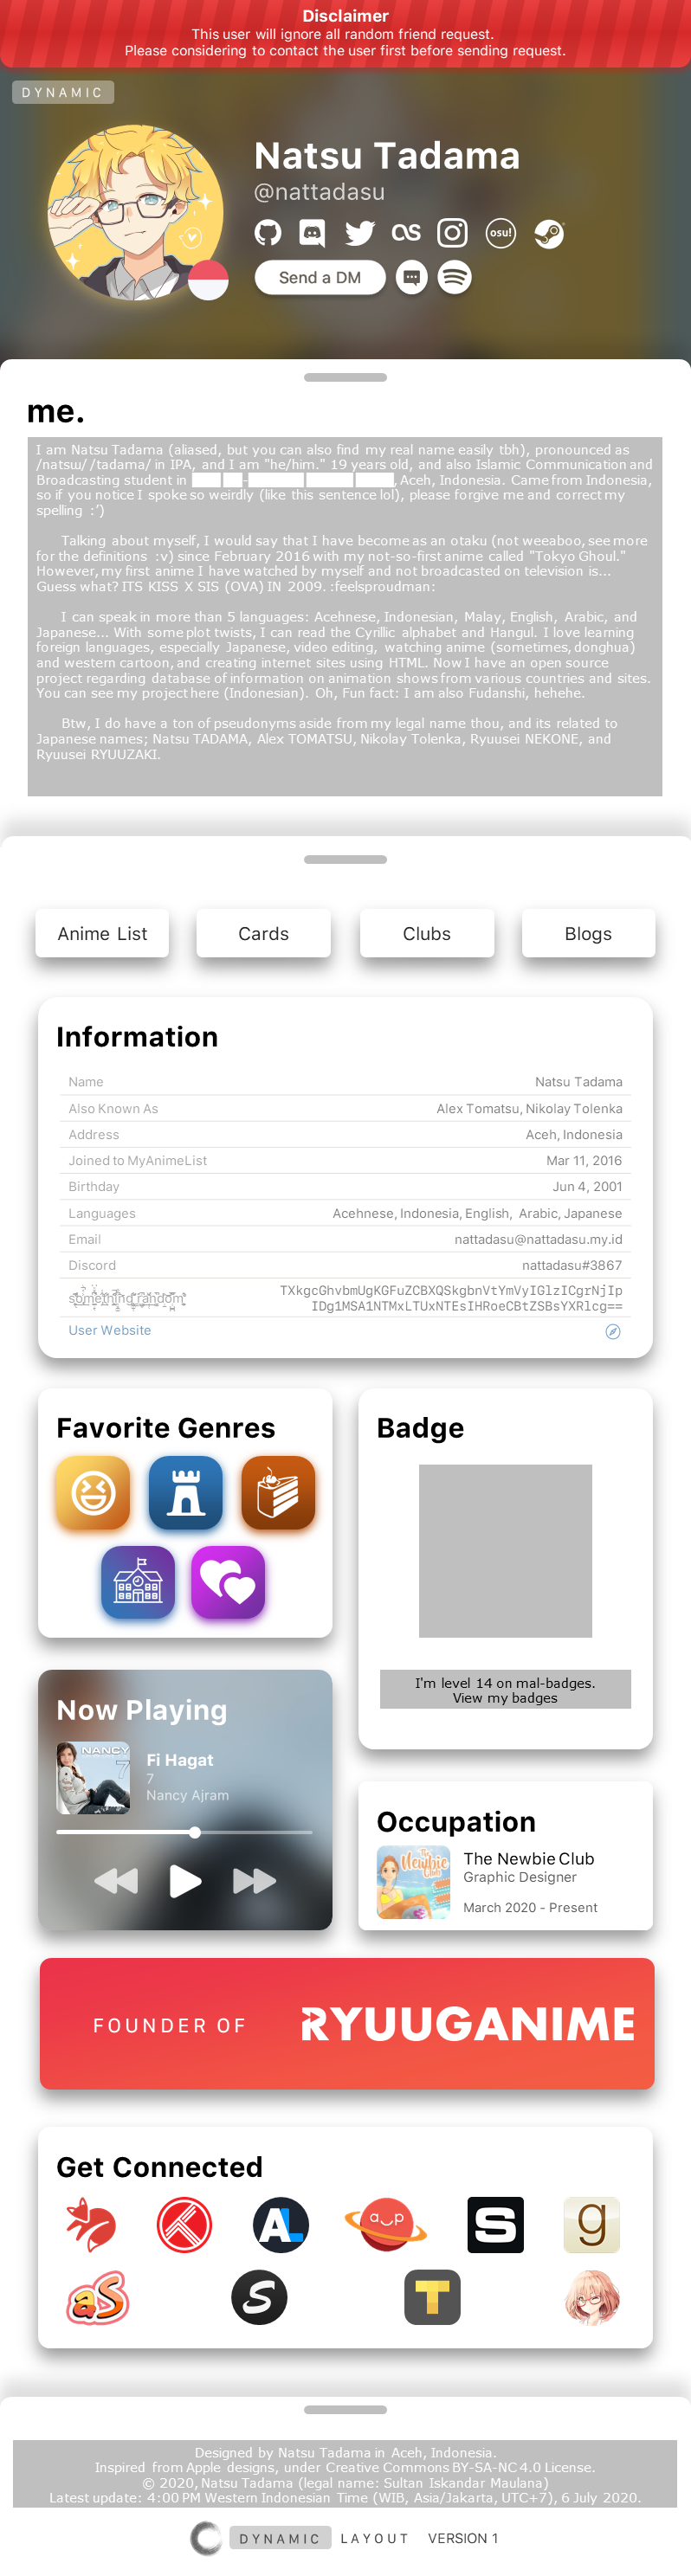 Disclaimer
This user will ignore all random friend request.
Please considering to contact the user first before sending request.
DYNAMIC
Natsu Tadama
@nattadasu
osu!
Send a DM
me.
I am Natsu Tadama (aliased, but you can also find my real name easily tbh), pronounced as
/natsu/ /tadama/ in IPA, and I am "he/him." 19 years old, and also Islamic Communication and
Broadcasting student in , Aceh, Indonesia. Came from Indonesia,
so if you notice I spoke so weirdly (like this sentence lol), please forgive me and correct my
spelling :')
Talking about myself, I would say that I have become as an otaku (not weeaboo, see more
for the definitions :v) since February 2016 with my not-so-first anime called "Tokyo Ghoul."
However, my first anime I have watched by myself and not broadcasted on television is...
Guess what? ITS KISS X SIS (OVA) IN 2009. :feelsproudman:
I can speak in more than 5 languages: Acehnese, Indonesian, Malay, English, Arabic, and
Japanese... With some plot twists, I can read the Cyrillic alphabet and Hangul. I love learning
foreign languages, especially Japanese, video editing, watching anime (sometimes, donghua)
and western cartoon, and creating internet sites using HTML. Now I have an open source
project regarding database of information on animation shows from various countries and sites.
You can see my project here (Indonesian). Oh, Fun fact: I am also Fudanshi, hehehe.
Btw, I do have a ton of pseudonyms aside from my legal name thou, and its related to
Japanese names; Natsu TADAMA, Alex TOMATSU, Nikolay Tolenka, Ryuusei NEKONE, and
Ryuusei RYUUZAKI.
Anime List
Cards
Clubs
Blogs
Information
Name Natsu Tadama
Also Known As Alex Tomatsu, Nikolay Tolenka
Address Aceh, Indonesia
Joined to MyAnimeList Mar 11, 2016
Birthday Jun 4, 2001
Languages Acehnese, Indonesia, English, Arabic, Japanese
Email nattadasu@nattadasu.my.id
Discord nattadasu#3867
something random TXkgcGhvbmUgKGFuZCBXQSkgbnVtYmVyIGlzICgrNjIp
IDg1MSA1NTMxLTUxNTEsIHRoeCBtZSBsYXRlcg==
User Website
Favorite Genres
Badge
I'm level 14 on mal-badges.
View my badges
Now Playing
NANCY
7
Fi Hagat
7
Nancy Ajram
Occupation
The Newbie Club
The Newbie Club
Graphic Designer
March 2020 - Present
FOUNDER OF RYUUGANIME
Get Connected
AL
a p
S
g
aS
S
T
Designed by Natsu Tadama in Aceh, Indonesia.
Inspired from Apple designs, under Creative Commons BY-SA-NC 4.0 License.
© 2020, Natsu Tadama (legal name: Sultan Iskandar Maulana)
Latest update: 4:00 PM Western Indonesian Time (WIB, Asia/Jakarta, UTC+7), 6 July 2020.
DYNAMIC LAYOUT VERSION 1